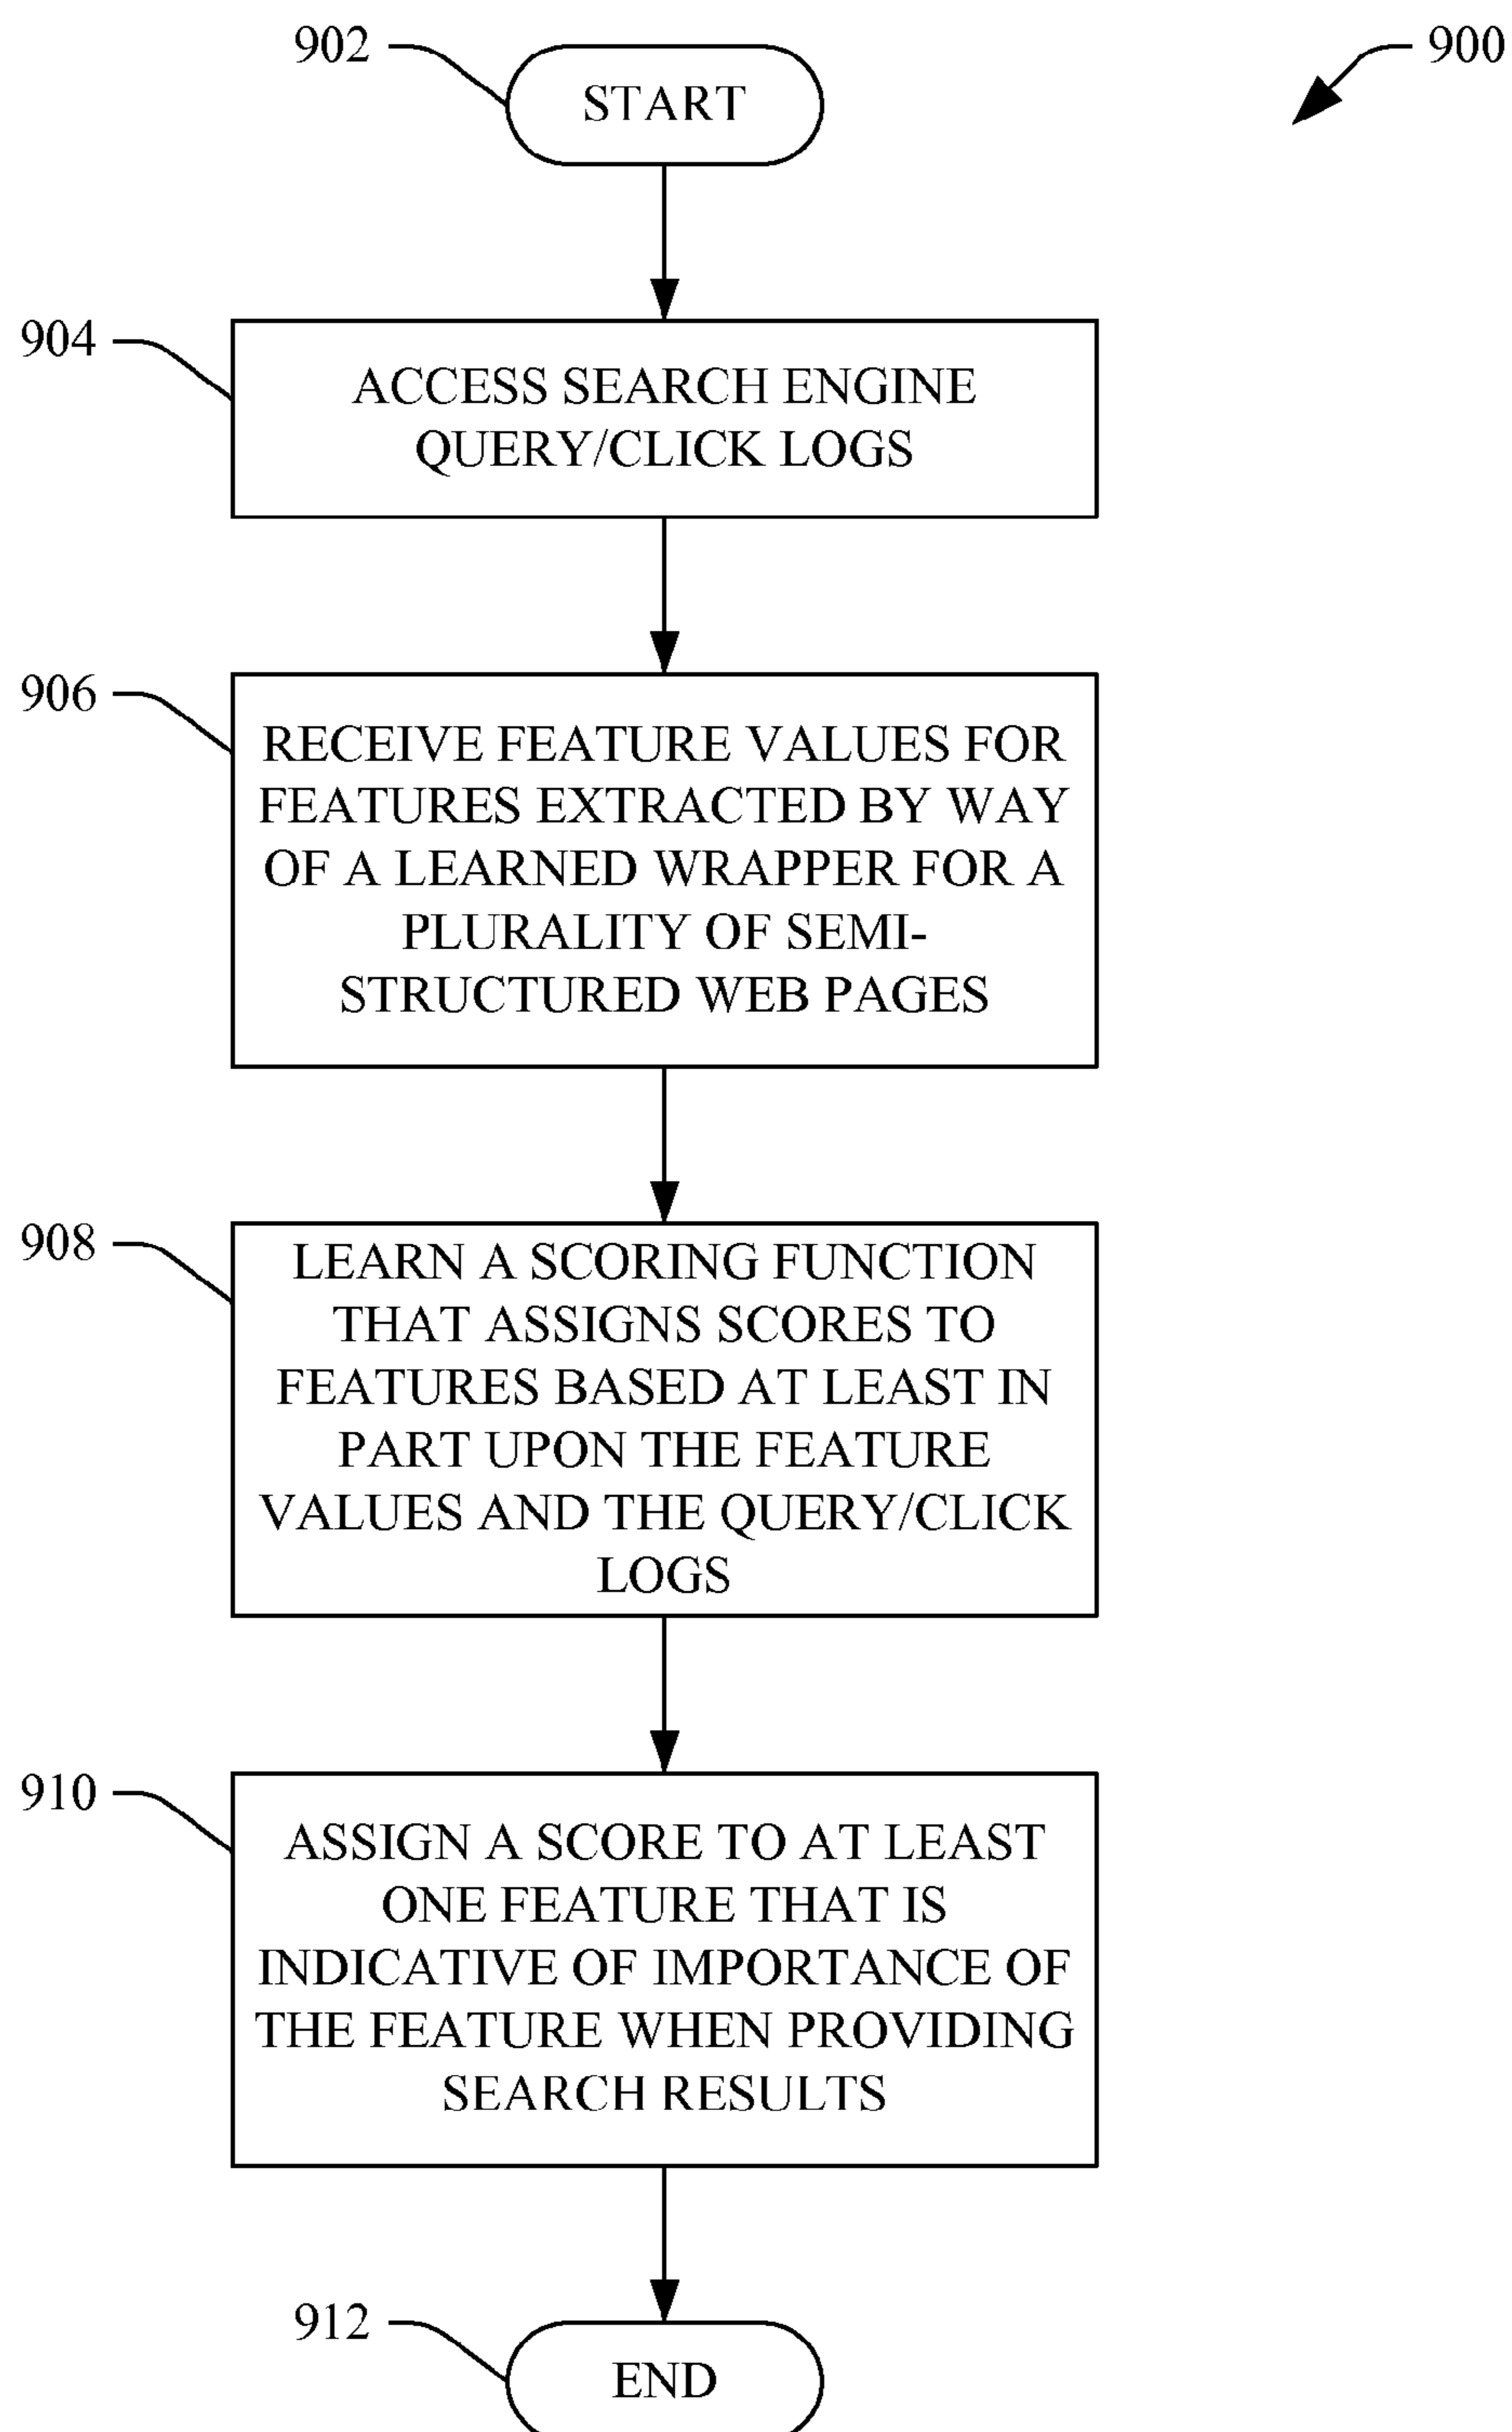 902
START
900
904
ACCESS SEARCH ENGINE
QUERY/CLICK LOGS
906
RECEIVE FEATURE VALUES FOR
FEATURES EXTRACTED BY WAY
OF A LEARNED WRAPPER FOR A
PLURALITY OF SEMI-
STRUCTURED WEB PAGES
908
LEARN A SCORING FUNCTION
THAT ASSIGNS SCORES TO
FEATURES BASED AT LEAST IN
PART UPON THE FEATURE
VALUES AND THE QUERY/CLICK
LOGS
910
ASSIGN A SCORE TO AT LEAST
ONE FEATURE THAT IS
INDICATIVE OF IMPORTANCE OF
THE FEATURE WHEN PROVIDING
SEARCH RESULTS
912
END